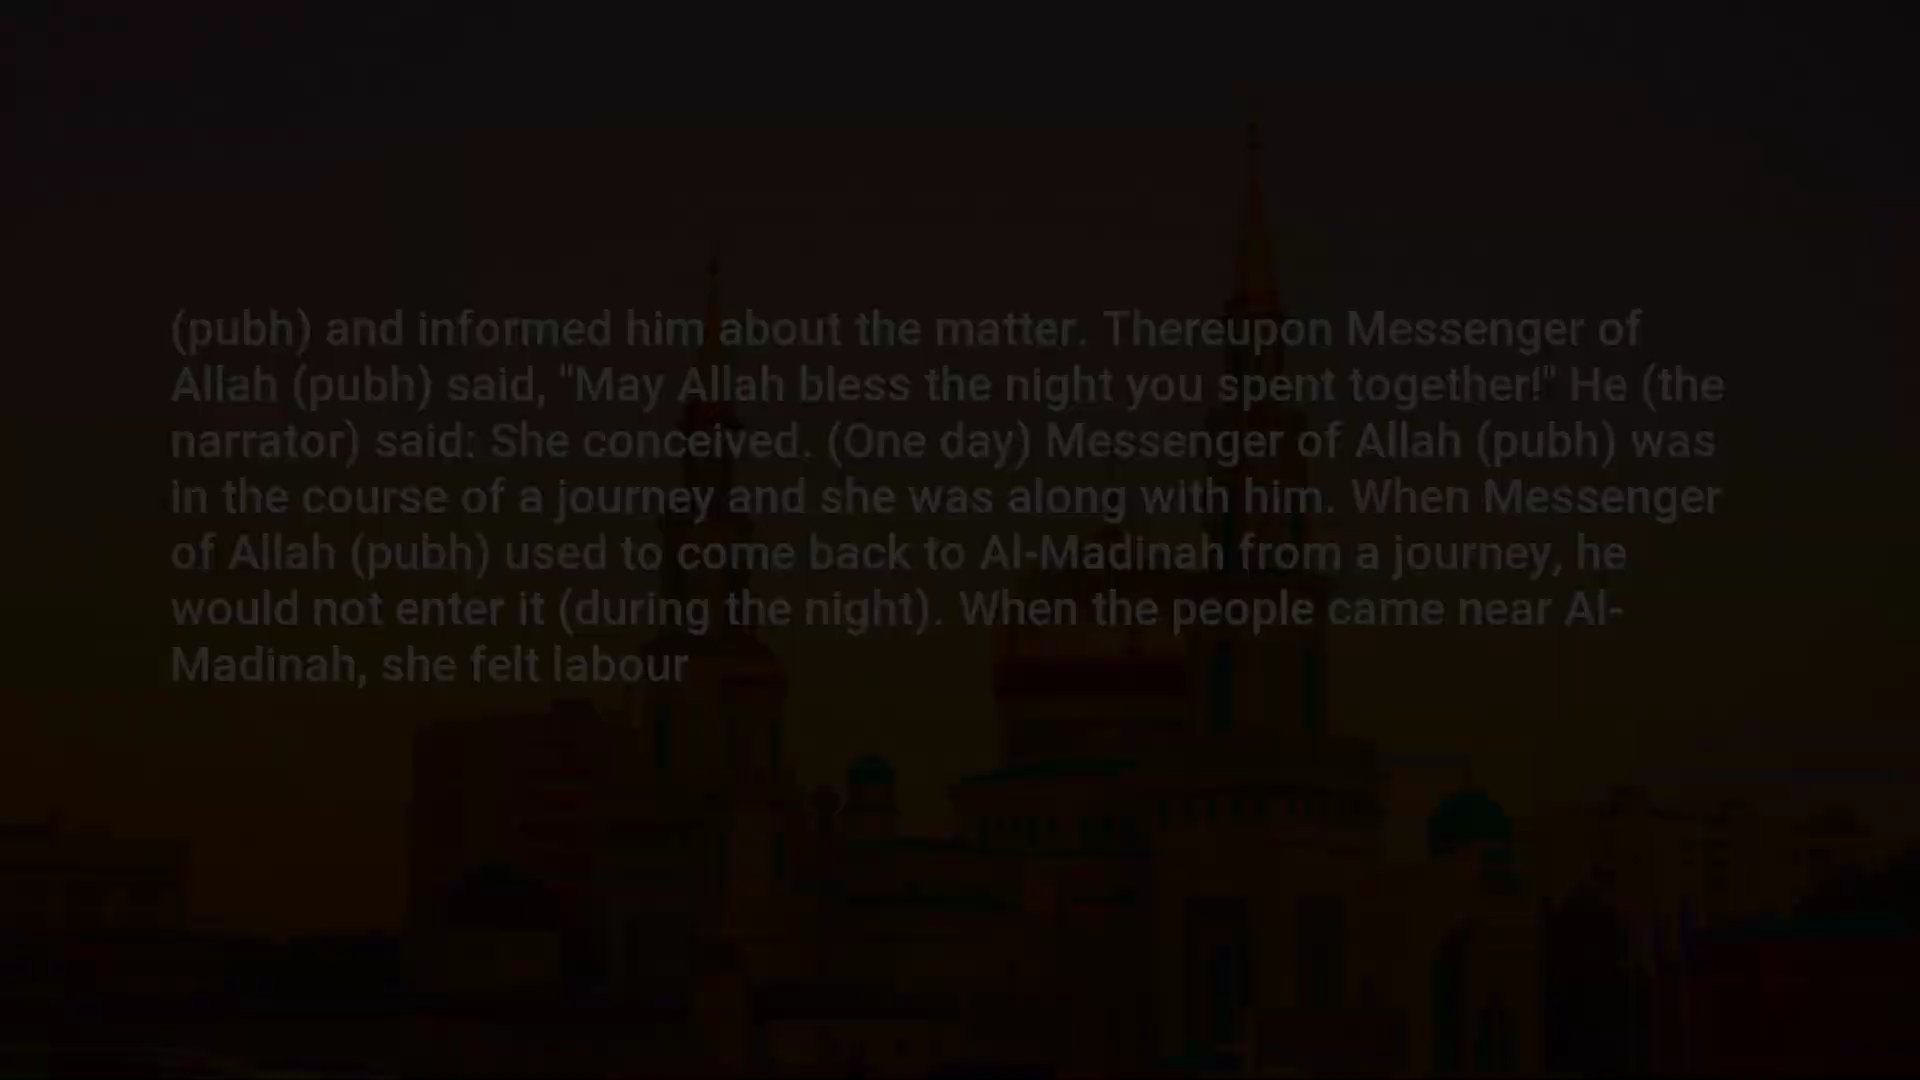 (pubh) and informed him about the matter. Thereupon Messenger of
Allah (pubh) said, "May Allah bless the night you spent together!" He (the
narrator) said: She conceived. (One day) Messenger of Allah (pubh) was
in the course of a journey and she was along with him. When Messenger
of Allah (pubh) used to come back to Al-Madinah from a journey, he
would not enter it (during the night). When the people came near Al-
Madinah, she felt labour